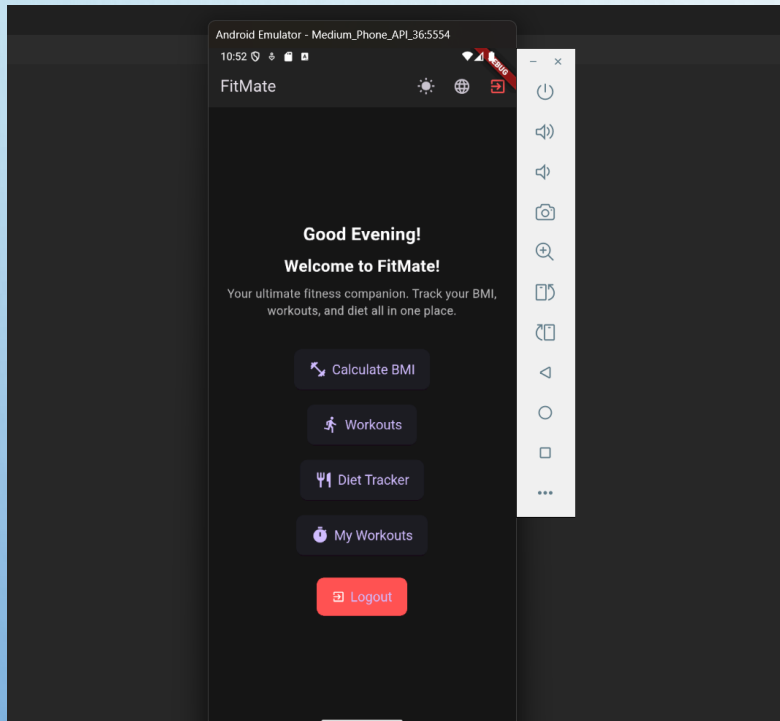 Android Emulator - Medium_Phone_API_36:5554
10:52
DEBUG
FitMate
Good Evening!
Welcome to FitMate!
Your ultimate fitness companion. Track your BMI,
workouts, and diet all in one place.
Calculate BMI
Workouts
Diet Tracker
My Workouts
Logout